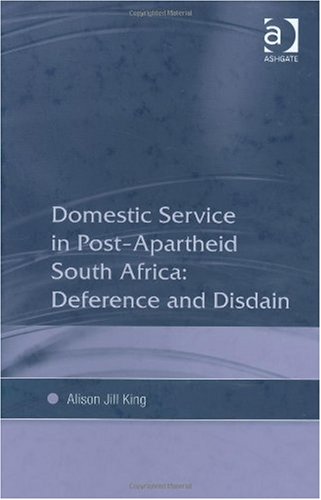 a
ASHGATE
Domestic Service
in Post-Apartheid
South Africa:
Deference and Disdain
Alison Jill King